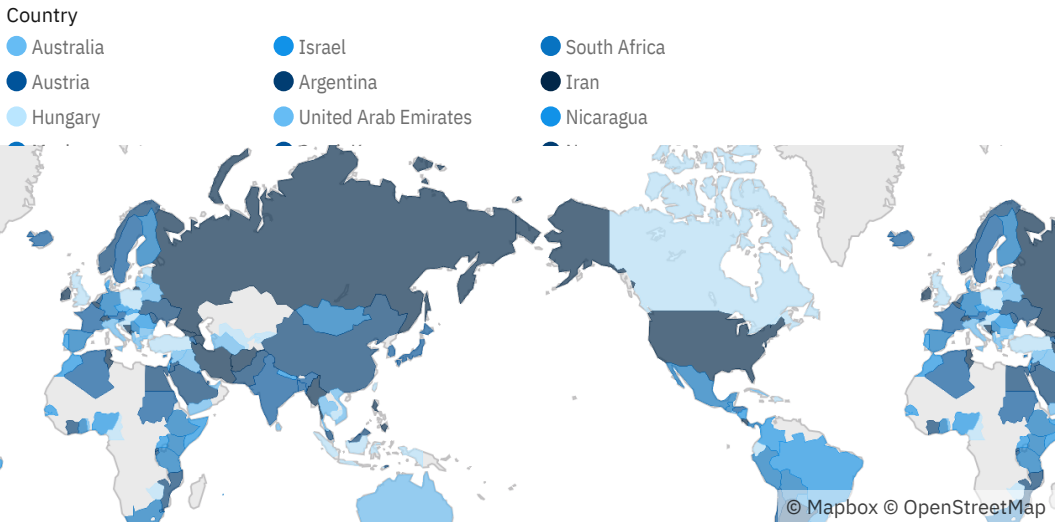 Country
Australia
Israel
South Africa
Austria
Argentina
Iran
Hungary
United Arab Emirates
Nicaragua
© Mapbox © OpenStreetMap